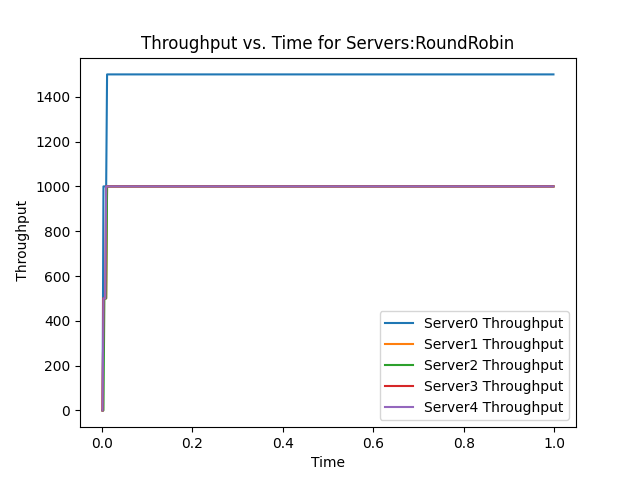 Throughput vs. Time for Servers:RoundRobin
1400
1200
1000
800
600
400
200
0
Throughput
Server0 Throughput
Server1 Throughput
Server2 Throughput
Server3 Throughput
Server4 Throughput
0.0 0.2 0.4 0.6 0.8 1.0
Time